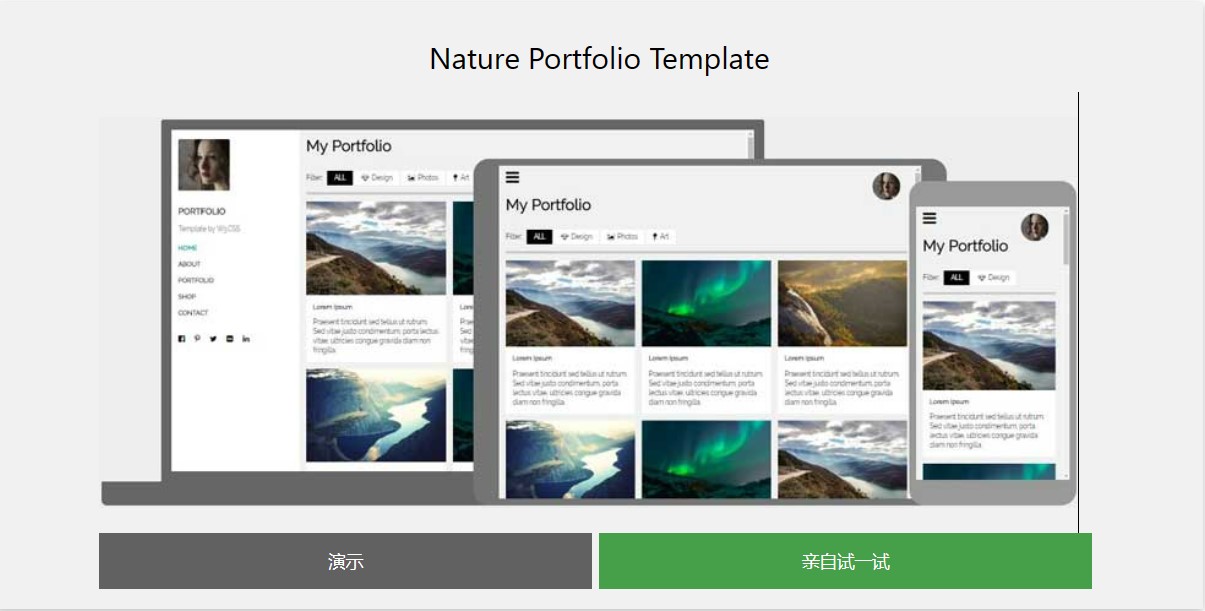 Nature Portfolio Template
My Portfolio
Filter: ALL Design Photos Art
PORTFOLIO
Template by W3.CSS
HOME
ABOUT
PORTFOLIO
SHOP
CONTACT
Lorem Ipsum
Praesent tincidunt sed tellus ut rutrum.
Sed vitae justo condimentum, porta lectus
vitae, ultricies congue gravida diam non
fringilla.
My Portfolio
Filter: ALL Design Photos Art
Lorem Ipsum
Praesent tincidunt sed tellus ut rutrum.
Sed vitae justo condimentum, porta
lectus vitae, ultricies congue gravida
diam non fringilla.
Lorem Ipsum
Praesent tincidunt sed tellus ut rutrum.
Sed vitae justo condimentum, porta
lectus vitae, ultricies congue gravida
diam non fringilla.
Lorem Ipsum
Praesent tincidunt sed tellus ut rutrum.
Sed vitae justo condimentum, porta
lectus vitae, ultricies congue gravida
diam non fringilla.
My Portfolio
Filter: ALL Design
Lorem Ipsum
Praesent tincidunt sed tellus ut rutrum.
Sed vitae justo condimentum, porta
lectus vitae, ultricies congue gravida
diam non fringilla.
演示
亲自试一试